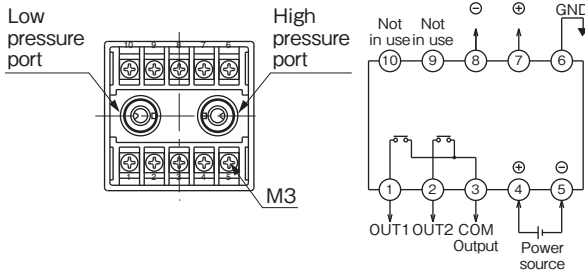 Low
pressure
port
High
pressure
port
10 9 8 7 6
1 2 3 4 5
M3
⊖ ⊕ GND
Not
in use
Not
in use
10 9 8 7 6
⊕ ⊖
1 2 3 4 5
OUT1 OUT2 COM
Output
Power
source